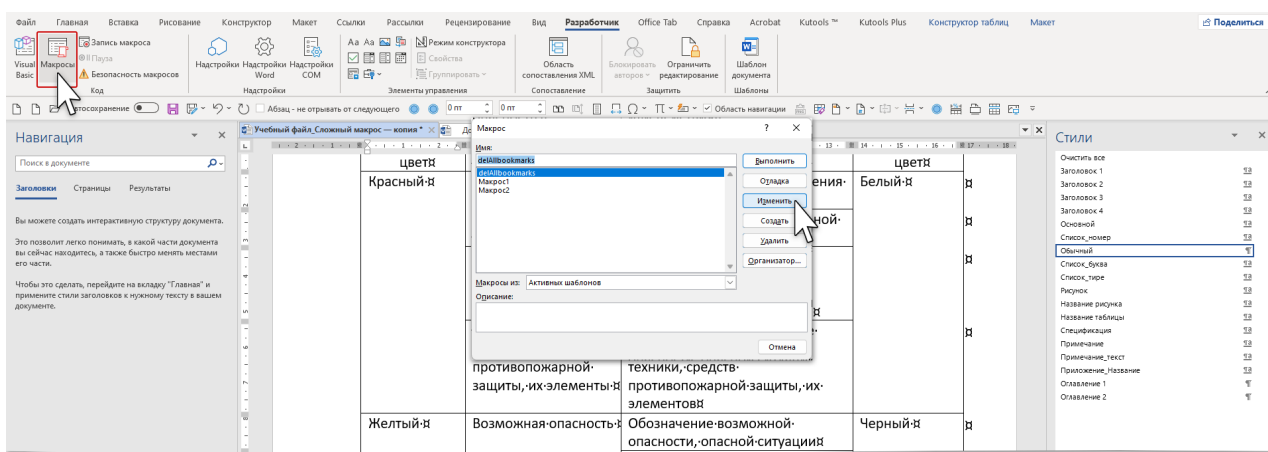 Файл Главная Вставка Рисование Конструктор Макет Ссылки Рассылки Рецензирование Вид Разработчик Office Tab Справка Acrobat Kutools ™ Kutools Plus Конструктор таблиц Макет Поделиться
Visual Basic
Макросы
Запись макроса
Пауза
Безопасность макросов
Код
Надстройки
Надстройки Word
Надстройки COM
Надстройки
Aa Aa
Режим конструктора
Свойства
Группировать
Элементы управления
Область сопоставления XML
Сопоставление
Блокировать авторов
Ограничить редактирование
Защитить
Шаблон документа
Шаблоны
Автосохранение
Абзац - не отрывать от следующего
0 пт
0 пт
Область навигации
Навигация
Поиск в документе
Заголовки Страницы Результаты
Вы можете создать интерактивную структуру документа.
Это позволит легко понимать, в какой части документа
вы сейчас находитесь, а также быстро менять местами
его части.
Чтобы это сделать, перейдите на вкладку "Главная" и
примените стили заголовков к нужному тексту в вашем
документе.
Учебный файл_Сложный макрос — копия *
цвет¤
цвет¤
Красный·¤
Белый·¤
противопожарной·
защиты,·их·элементы·¤
техники,·средств·
противопожарной·защиты,·их·
элементов¤
Желтый·¤
Возможная·опасность·¤
Обозначение·возможной·
опасности,·опасной·ситуации¤
Черный·¤
Макрос
Имя:
delAllbookmarks
delAllbookmarks
Макрос1
Макрос2
Выполнить
Отладка
Изменить
Создать
Удалить
Организатор...
Макросы из: Активных шаблонов
Описание:
Отмена
Стили
Очистить все
Заголовок 1
Заголовок 2
Заголовок 3
Заголовок 4
Основной
Список_номер
Обычный
Список_буква
Список_тире
Рисунок
Название рисунка
Название таблицы
Спецификация
Примечание
Примечание_текст
Приложение_Название
Оглавление 1
Оглавление 2